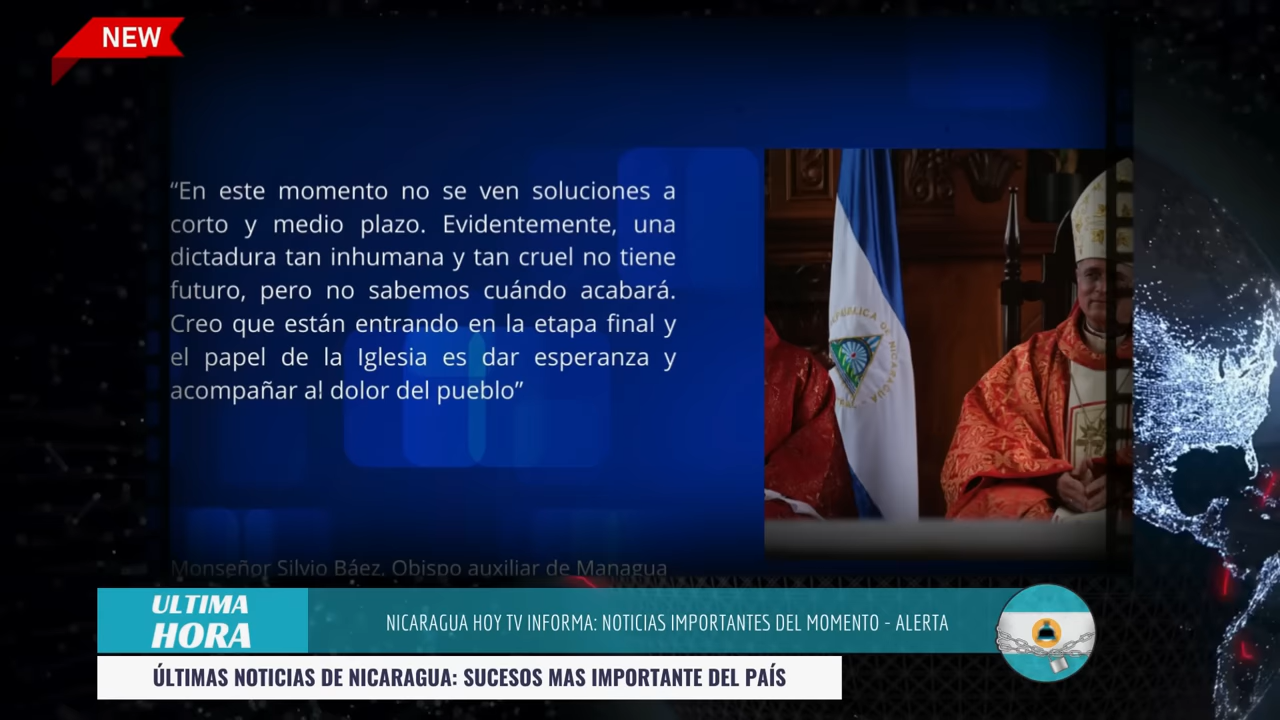 NEW
“En este momento no se ven soluciones a
corto y medio plazo. Evidentemente, una
dictadura tan inhumana y tan cruel no tiene
futuro, pero no sabemos cuándo acabará.
Creo que están entrando en la etapa final y
el papel de la Iglesia es dar esperanza y
acompañar al dolor del pueblo”
Monseñor Silvio Báez, Obispo auxiliar de Managua
ULTIMA
HORA
NICARAGUA HOY TV INFORMA: NOTICIAS IMPORTANTES DEL MOMENTO - ALERTA
ÚLTIMAS NOTICIAS DE NICARAGUA: SUCESOS MAS IMPORTANTE DEL PAÍS